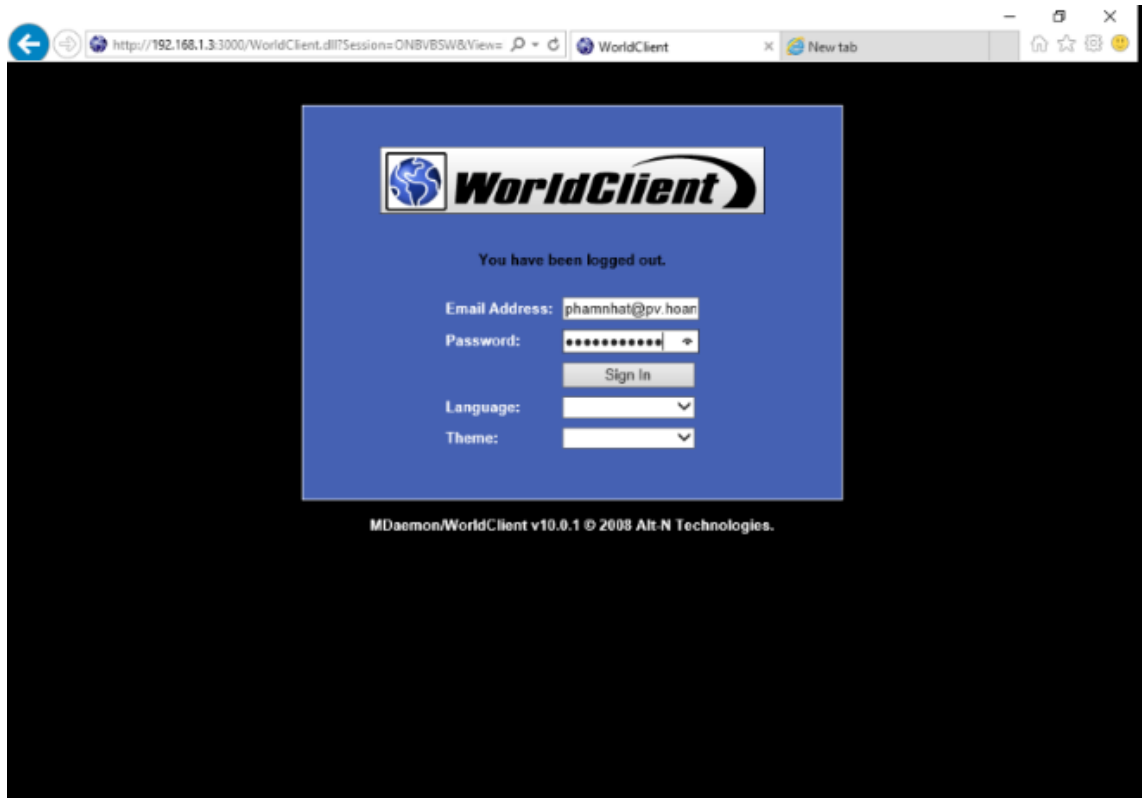 http://192.168.1.3:3000/WorldClient.dll?Session=ONBVBSW&View=
WorldClient
New tab
WorldClient
You have been logged out.
Email Address: phamnhat@pv.hoan
Password: •••••••••••
Sign In
Language:
Theme:
MDaemon/WorldClient v10.0.1 © 2008 Alt-N Technologies.